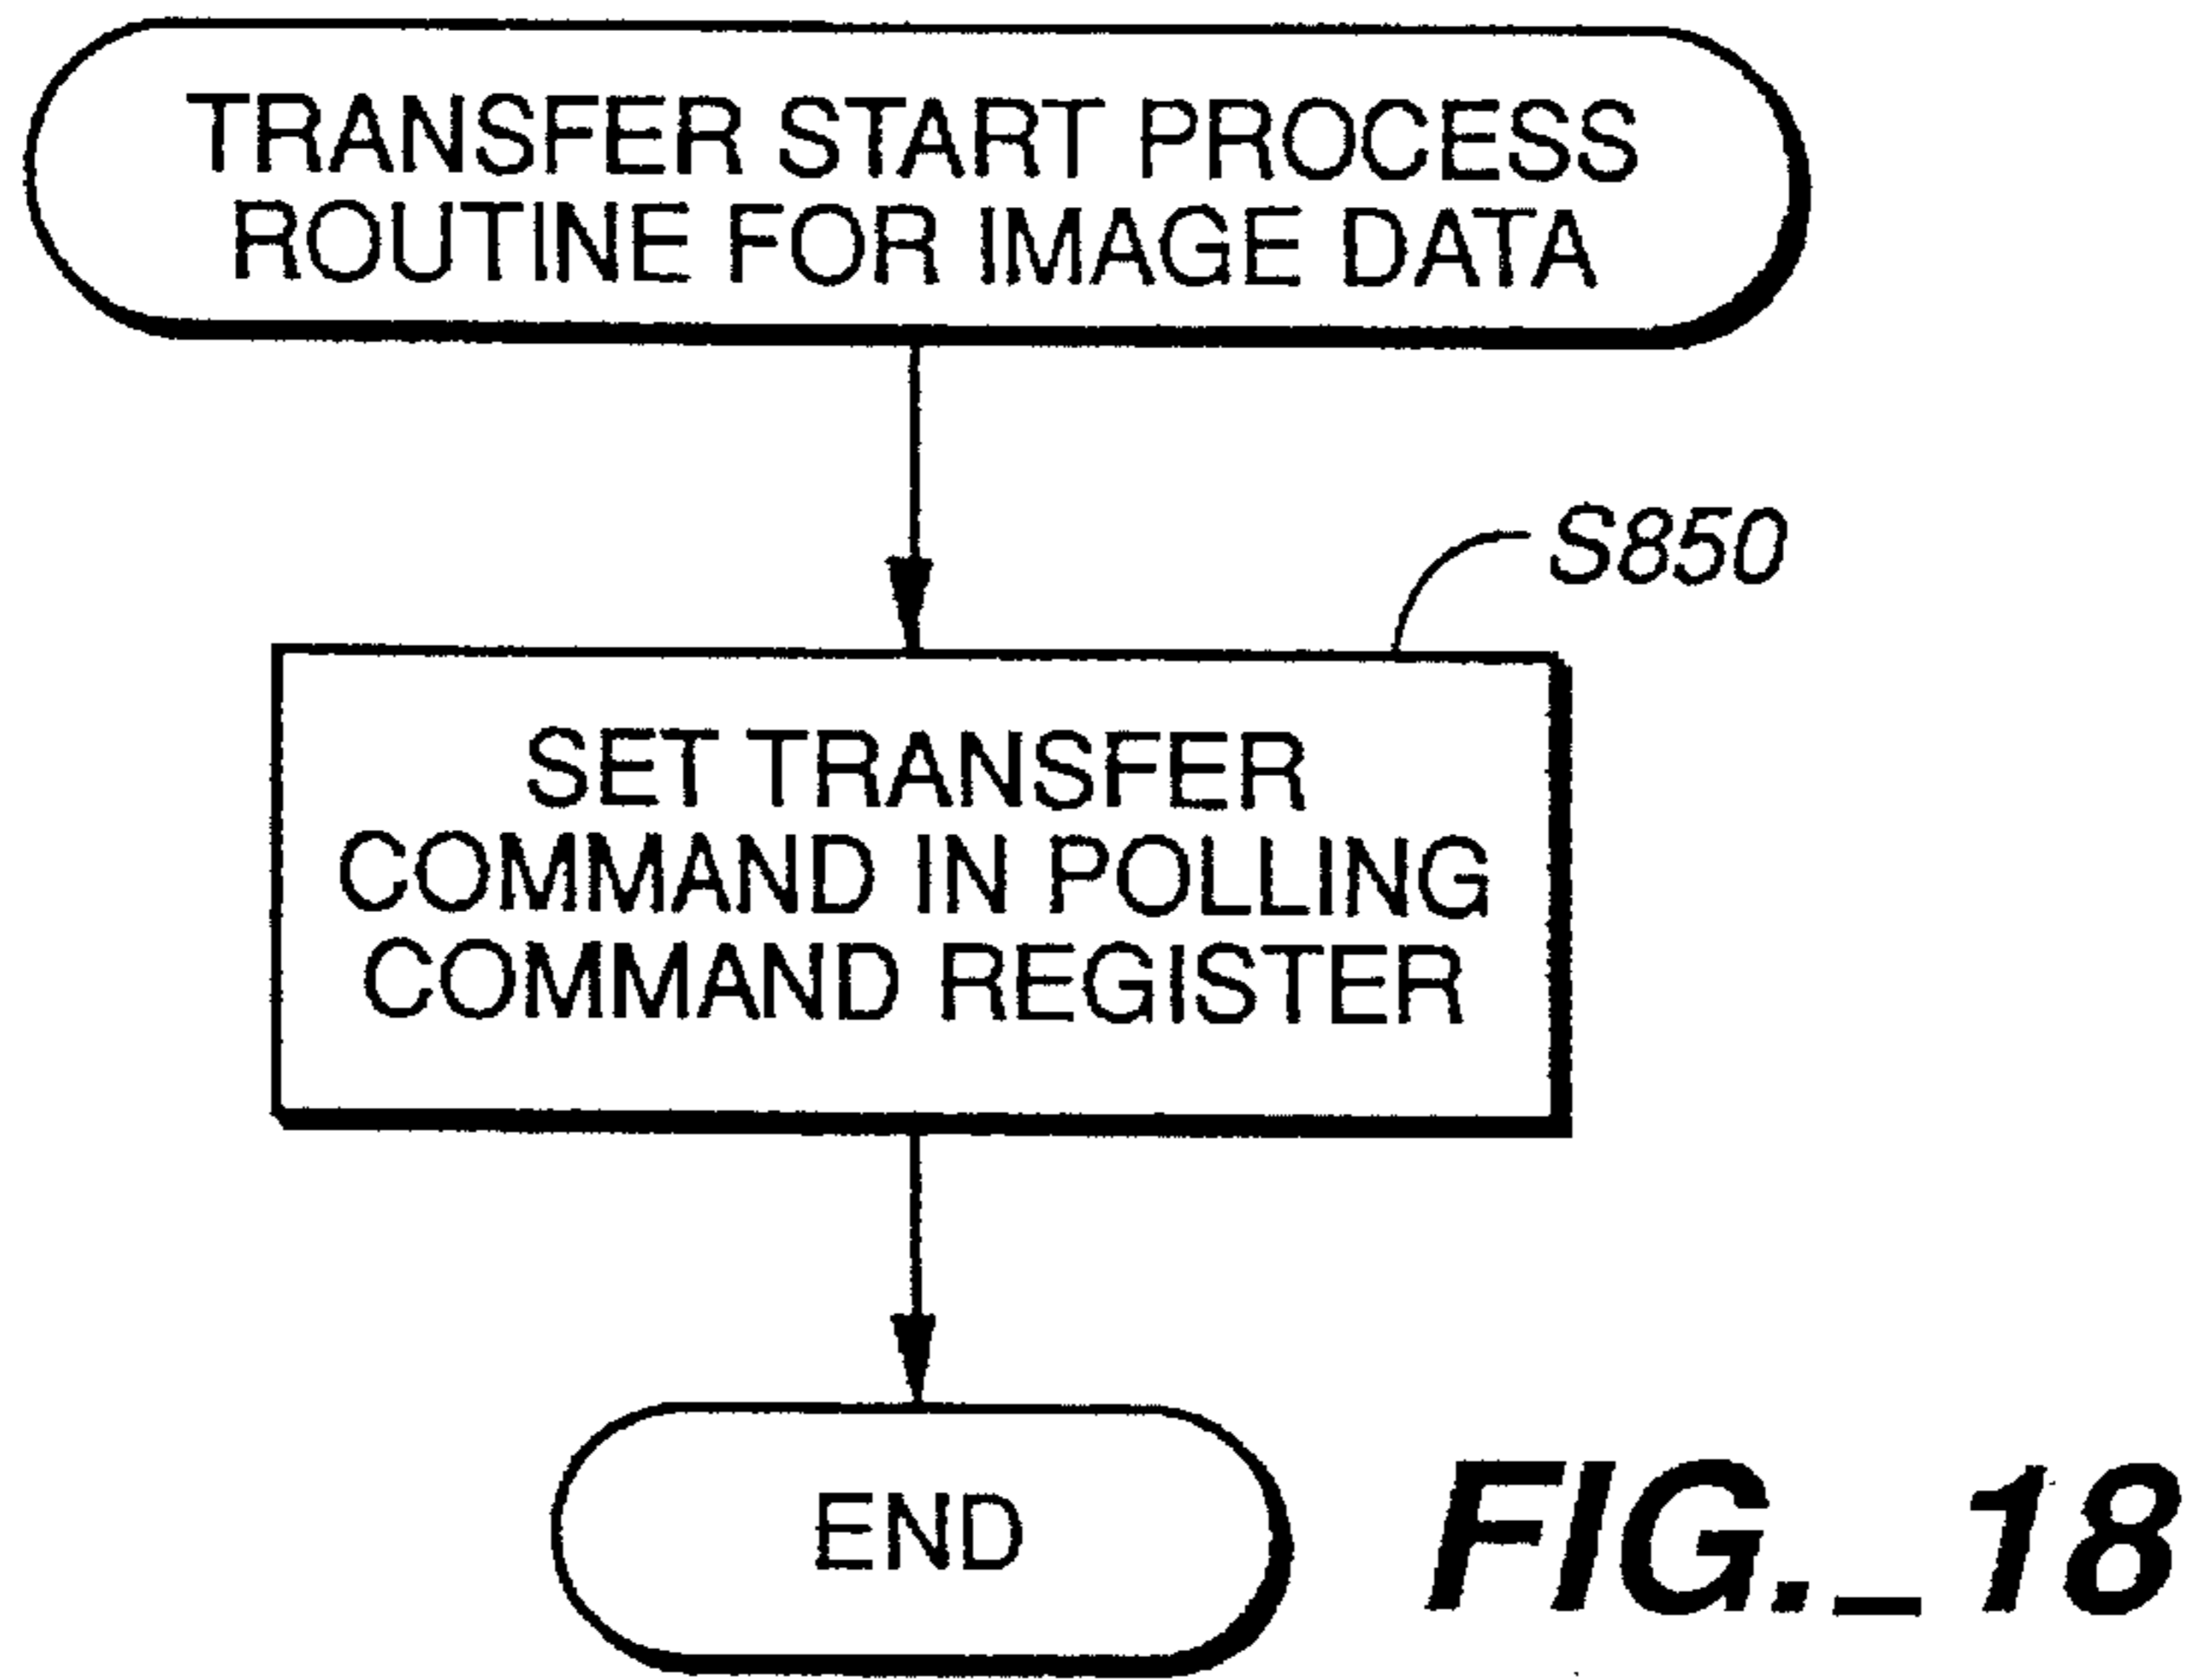 TRANSFER START PROCESS
ROUTINE FOR IMAGE DATA
S850
SET TRANSFER
COMMAND IN POLLING
COMMAND REGISTER
END
FIG._18